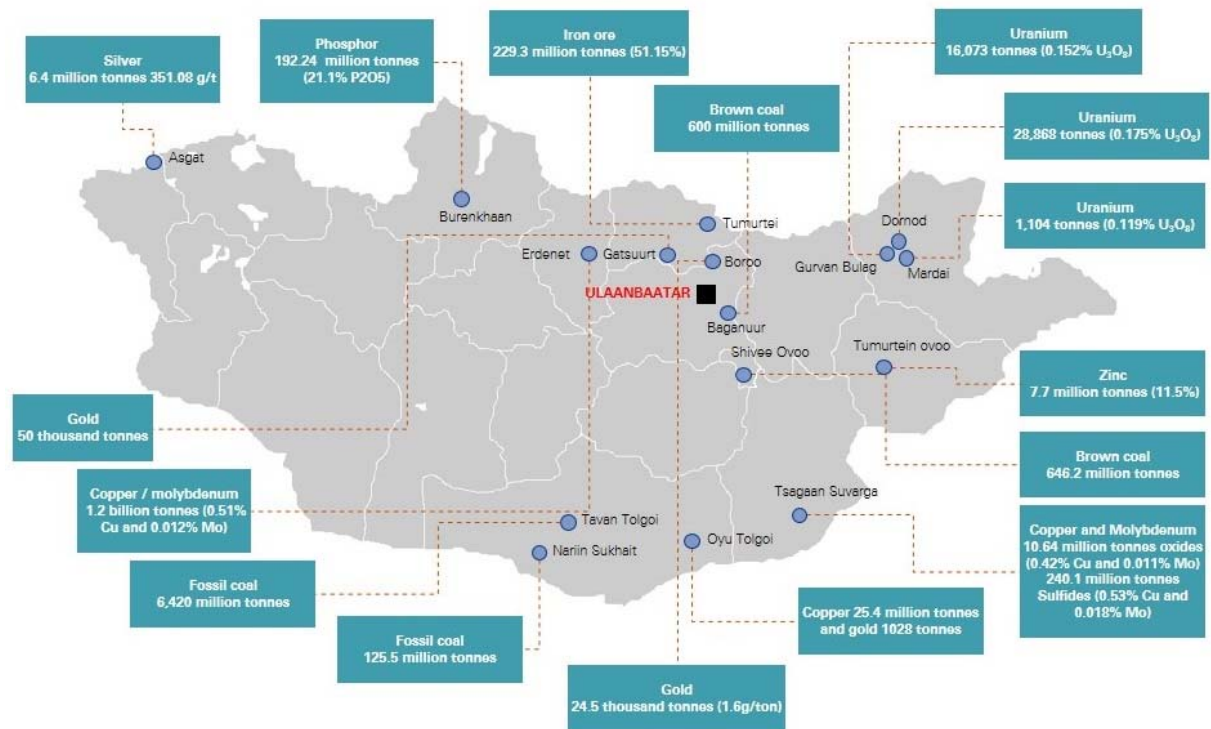 Silver
6.4 million tonnes 351.08 g/t
Phosphor
192.24 million tonnes
(21.1% P2O5)
Iron ore
229.3 million tonnes (51.15%)
Brown coal
600 million tonnes
Uranium
16,073 tonnes (0.152% U₃O₈)
Uranium
28,868 tonnes (0.175% U₃O₈)
Uranium
1,104 tonnes (0.119% U₃O₈)
Asgat
Burenkhaan
Tumurtei
Dornod
Erdenet
Gatsuurt
Boroo
Gurvan Bulag
Mardai
ULAANBAATAR
Baganuur
Shivee Ovoo
Tumurtein ovoo
Zinc
7.7 million tonnes (11.5%)
Gold
50 thousand tonnes
Brown coal
646.2 million tonnes
Copper / molybdenum
1.2 billion tonnes (0.51%
Cu and 0.012% Mo)
Tsagaan Suvarga
Tavan Tolgoi
Nariin Sukhait
Oyu Tolgoi
Copper and Molybdenum
10.64 million tonnes oxides
(0.42% Cu and 0.011% Mo)
240.1 million tonnes
Sulfides (0.53% Cu and
0.018% Mo)
Fossil coal
6,420 million tonnes
Copper 25.4 million tonnes
and gold 1028 tonnes
Fossil coal
125.5 million tonnes
Gold
24.5 thousand tonnes (1.6g/ton)